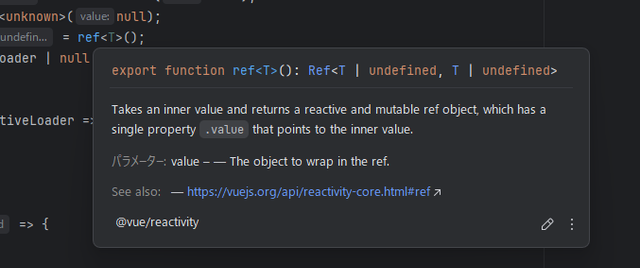 <unknown>( value: null);
undefin... = ref<T>();
oader | null
export function ref<T>(): Ref<T | undefined, T | undefined>
Takes an inner value and returns a reactive and mutable ref object, which has a
tiveLoader =>
single property .value that points to the inner value.
パラメーター: value – — The object to wrap in the ref.
See also: — https://vuejs.org/api/reactivity-core.html#ref ↗
@vue/reactivity
=> {